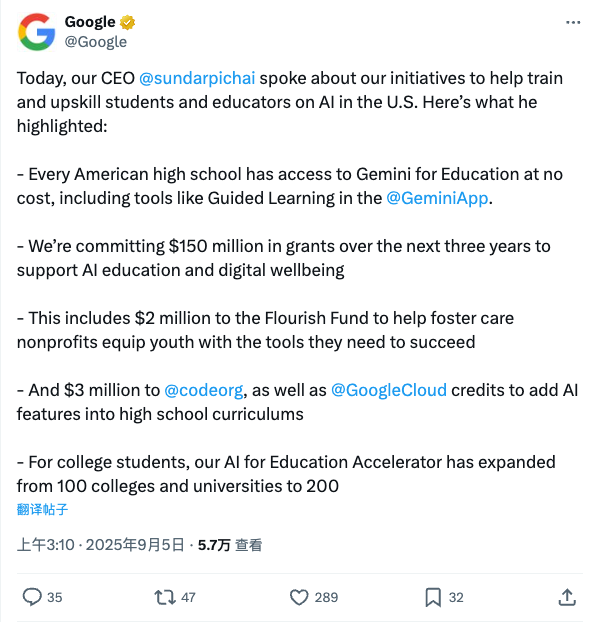 Google
@Google
Today, our CEO @sundarpichai spoke about our initiatives to help train
and upskill students and educators on AI in the U.S. Here’s what he
highlighted:
- Every American high school has access to Gemini for Education at no
cost, including tools like Guided Learning in the @GeminiApp.
- We’re committing $150 million in grants over the next three years to
support AI education and digital wellbeing
- This includes $2 million to the Flourish Fund to help foster care
nonprofits equip youth with the tools they need to succeed
- And $3 million to @codeorg, as well as @GoogleCloud credits to add AI
features into high school curriculums
- For college students, our AI for Education Accelerator has expanded
from 100 colleges and universities to 200
翻译帖子
上午3:10 · 2025年9月5日 · 5.7万 查看
35 47 289 32